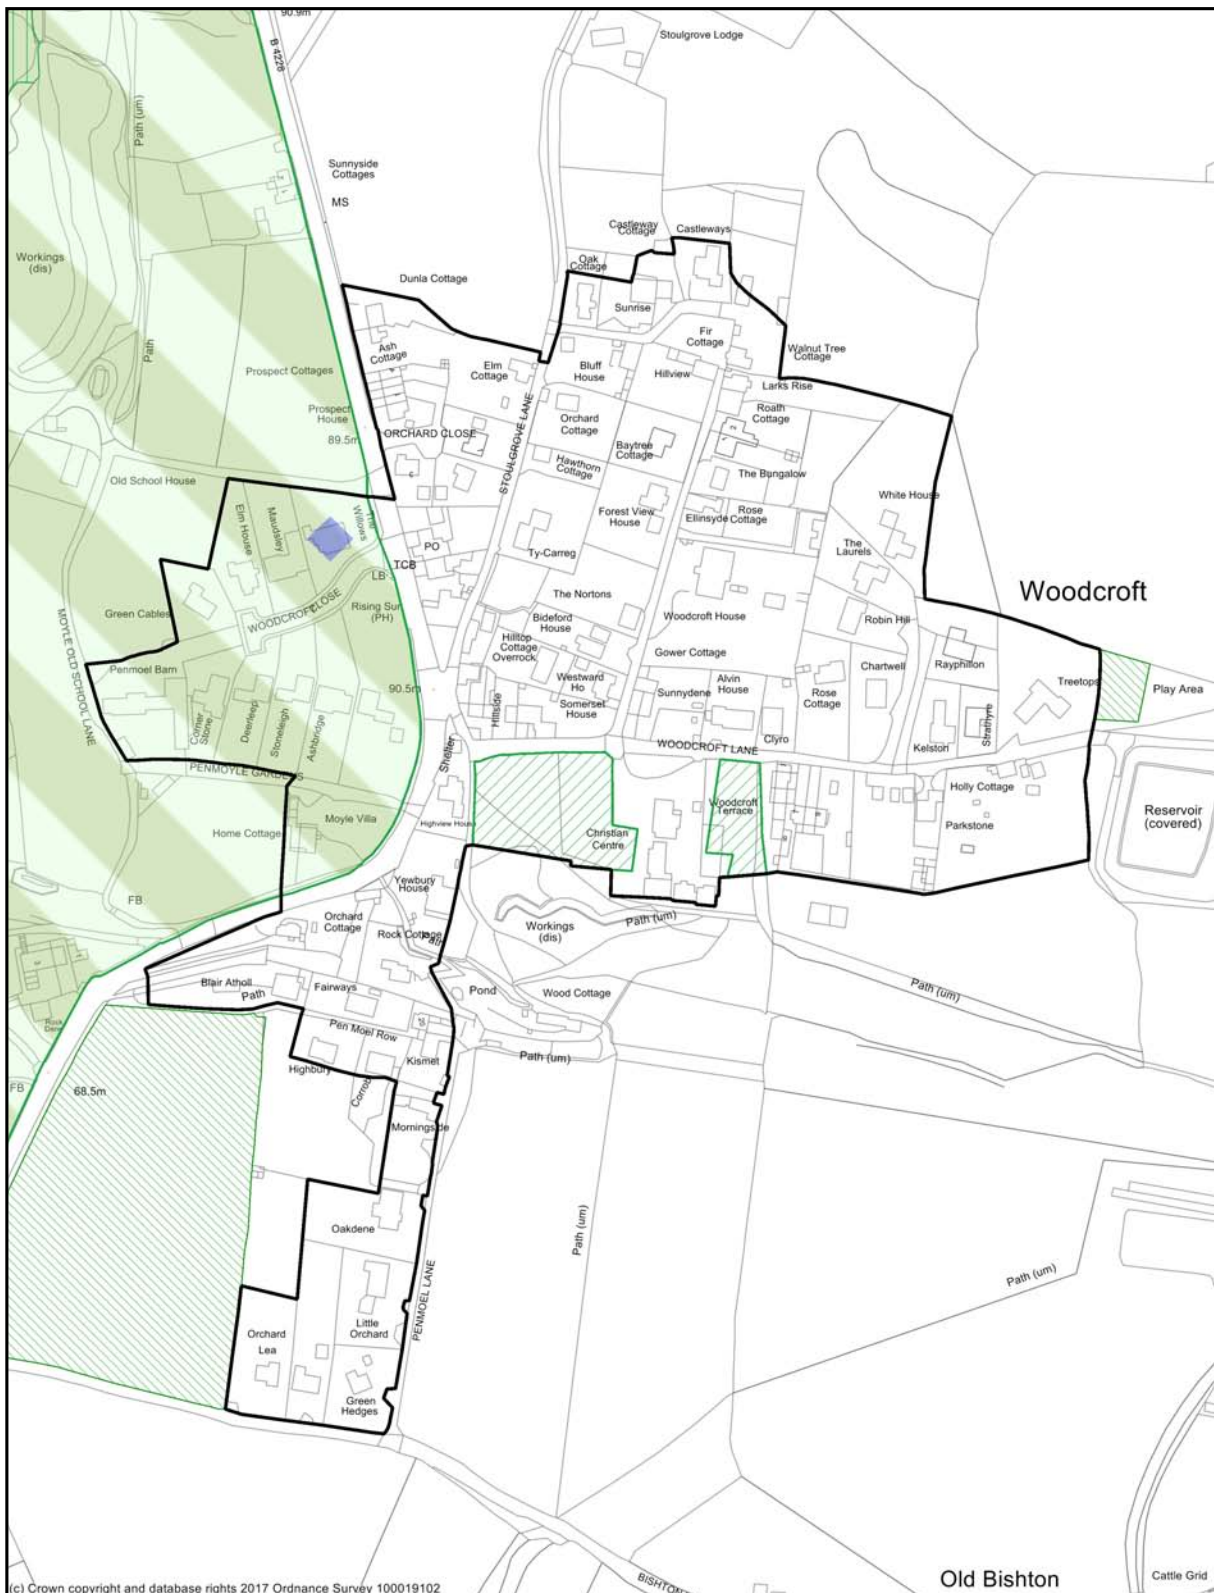 90.9m
B 4228
Stoulgrove Lodge
Path (um)
Sunnyside
Cottages
MS
2
1
Castleway
Cottage
Castleways
Workings
(dis)
Oak
Cottage
Dunla Cottage
Sunrise
Fir
Cottage
Path
Ash
Cottage
Walnut Tree
Cottage
Elm
Cottage
Bluff
House
Hillview
Prospect Cottages
Larks Rise
Prospect
House
Orchard
Cottage
Roath
Cottage
89.5m
ORCHARD CLOSE
STOULGROVE LANE
Baytree
Cottage
2
1
Hawthorn
Cottage
The Bungalow
Old School House
White House
Elm House
Maudsley
The
Willows
Forest View
House
Ellinsyde
Rose
Cottage
PO
Ty-Carreg
The
Laurels
TCB
LB
Woodcroft
The Nortons
Green Cables
WOODCROFT CLOSE
Rising Sun
(PH)
Bideford
House
Woodcroft House
Robin Hill
MOYLE OLD SCHOOL LANE
Hilltop
Cottage
Overrock
Gower Cottage
Penmoel Barn
Chartwell
Rayphillon
90.5m
Westward
Ho
Sunnydene
Alvin
House
Treetops
Play Area
Rose
Cottage
Corner
Stone
Deerleep
Stoneleigh
Ashbridge
Hillside
Somerset
House
Strathyre
Clyro
WOODCROFT LANE
Kelston
Shelter
PENMOYLE GARDENS
Holly Cottage
Woodcroft
Terrace
Reservoir
(covered)
Moyle Villa
Highview House
Home Cottage
Christian
Centre
Parkstone
Yewbury
House
FB
Orchard
Cottage
Path (um)
Workings
(dis)
Rock Cottage
Path
Blair Atholl
Path
Fairways
Pond
Wood Cottage
Path (um)
Rock
Dene
Pen Moel Row
Kismet
Path (um)
Highbury
FB
68.5m
Corrob
Morningside
Path (um)
Oakdene
Path (um)
PENMOEL LANE
Orchard
Lea
Little
Orchard
Green
Hedges
BISHTON
Old Bishton
Cattle Grid
(c) Crown copyright and database rights 2017 Ordnance Survey 100019102